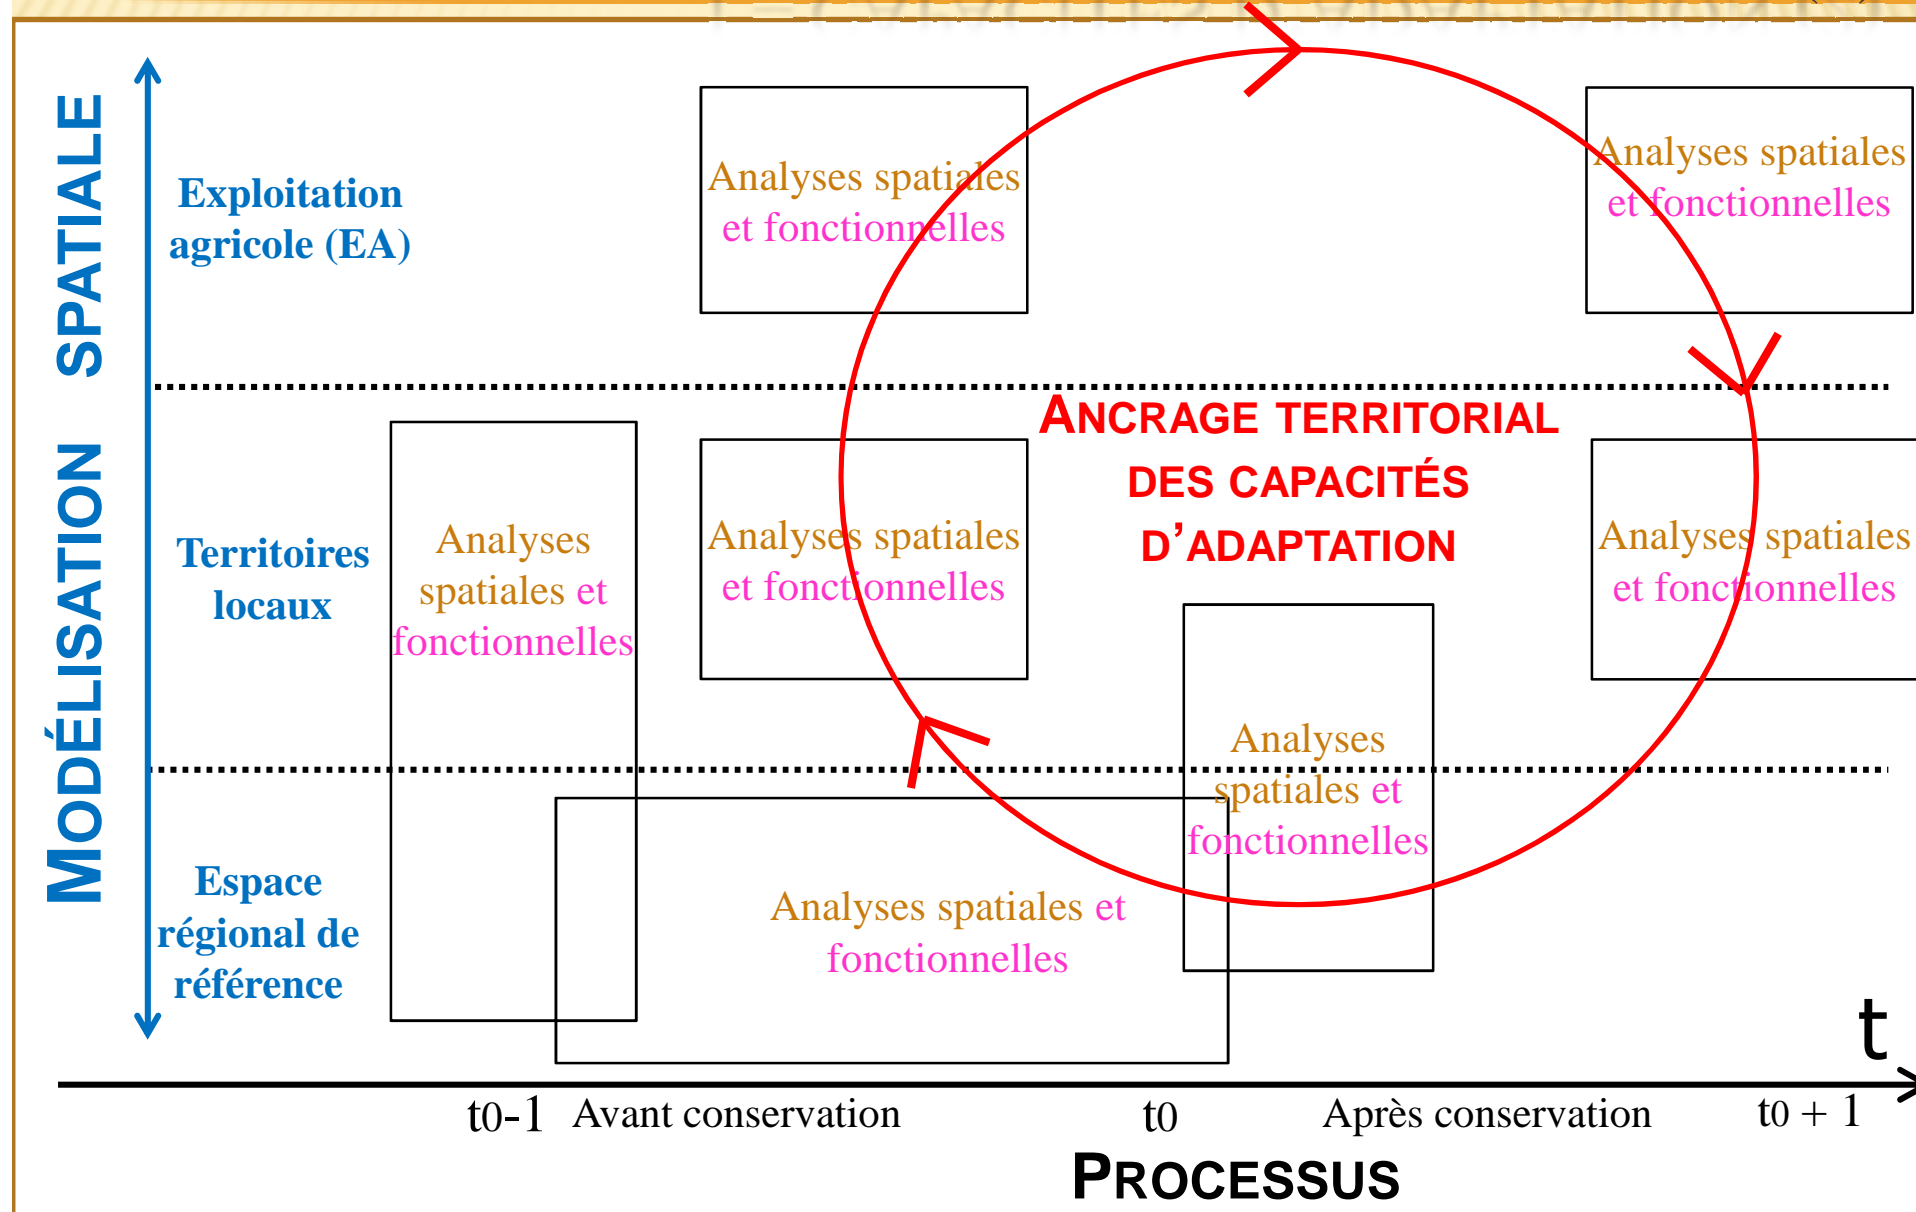 MODÉLISATION SPATIALE
Exploitation
agricole (EA)
Analyses spatiales
et fonctionnelles
Analyses spatiales
et fonctionnelles
ANCRAGE TERRITORIAL
DES CAPACITÉS
D’ADAPTATION
Territoires
locaux
Analyses
spatiales et
fonctionnelles
Analyses spatiales
et fonctionnelles
Analyses spatiales
et fonctionnelles
Analyses
spatiales et
fonctionnelles
Espace
régional de
référence
Analyses spatiales et
fonctionnelles
t
t0-1 Avant conservation t0 Après conservation t0 + 1
PROCESSUS